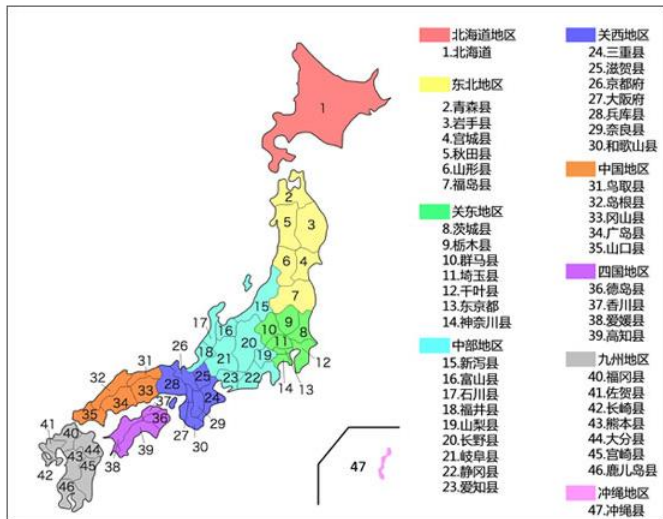 北海道地区
1.北海道
东北地区
2.青森县
3.岩手县
4.宫城县
5.秋田县
6.山形县
7.福岛县
关东地区
8.茨城县
9.栃木县
10.群马县
11.埼玉县
12.千叶县
13.东京都
14.神奈川县
中部地区
15.新泻县
16.富山县
17.石川县
18.福井县
19.山梨县
20.长野县
21.岐阜县
22.静冈县
23.爱知县
关西地区
24.三重县
25.滋贺县
26.京都府
27.大阪府
28.兵库县
29.奈良县
30.和歌山县
中国地区
31.鸟取县
32.岛根县
33.冈山县
34.广岛县
35.山口县
四国地区
36.德岛县
37.香川县
38.爱媛县
39.高知县
九州地区
40.福冈县
41.佐贺县
42.长崎县
43.熊本县
44.大分县
45.宫崎县
46.鹿儿岛县
冲绳地区
47.冲绳县
1
2
5
3
6
4
7
15
17
16
10
9
8
11
20
18
21
19
12
26
31
25
23
22
14
13
32
28
24
33
34
37
36
29
35
27
30
41
40
39
38
44
42
43
45
46
47